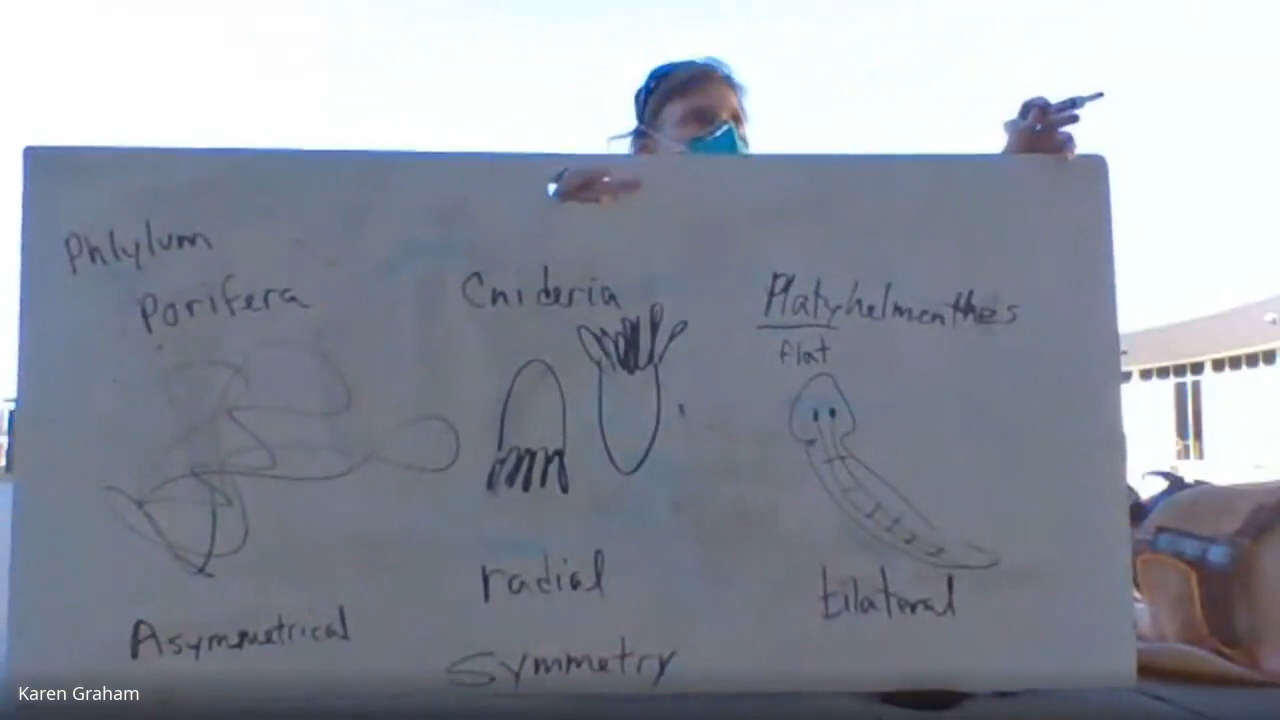 Phlylum
Porifera
Cnideria
Platyhelmenthes
flat
radial
bilateral
Asymmetrical
Symmetry
Karen Graham